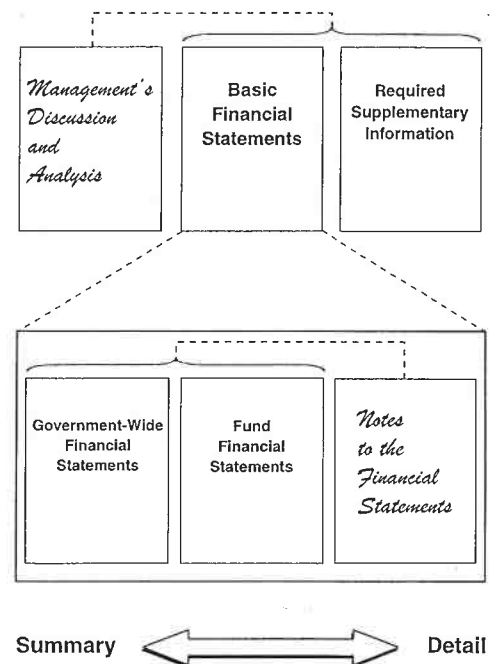 Management's
Discussion
and
Analysis
Basic
Financial
Statements
Required
Supplementary
Information
Government-Wide
Financial
Statements
Fund
Financial
Statements
Notes
to the
Financial
Statements
Summary
Detail